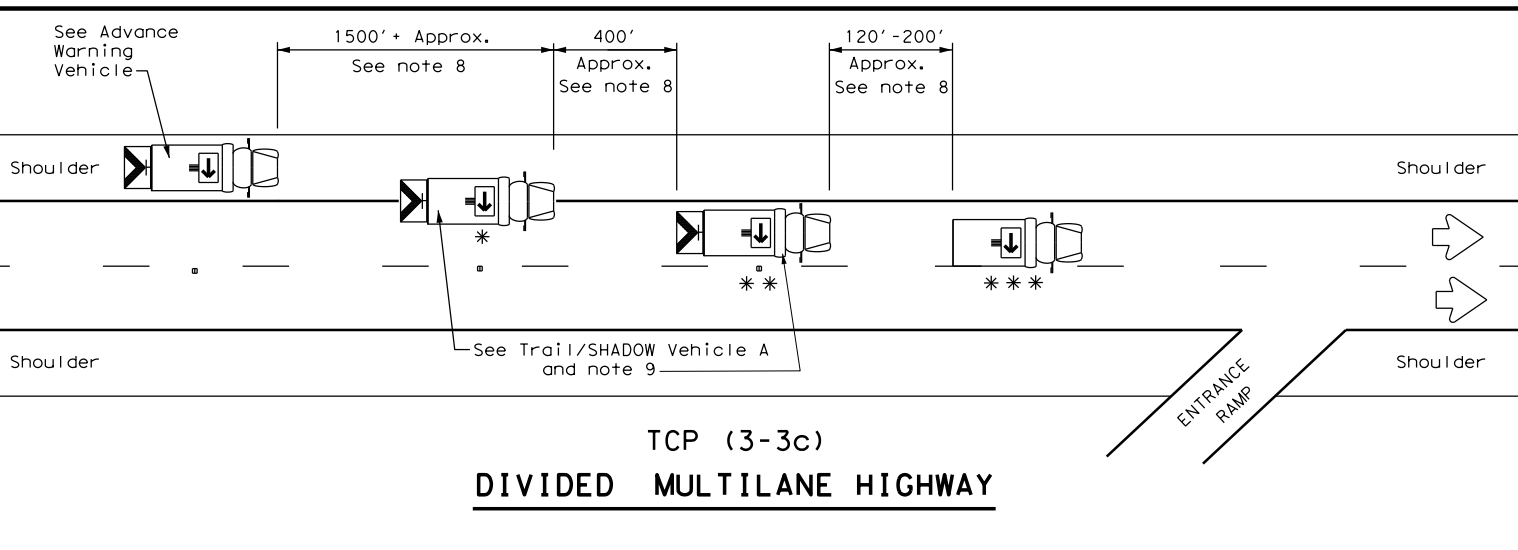 See Advance
Warning
Vehicle
1500'+ Approx.
See note 8
400'
Approx.
See note 8
120'-200'
Approx.
See note 8
Shoulder
Shoulder
*
* *
* * *
See Trail/SHADOW Vehicle A
and note 9
Shoulder
Shoulder
ENTRANCE
RAMP
TCP (3-3c)
DIVIDED MULTILANE HIGHWAY